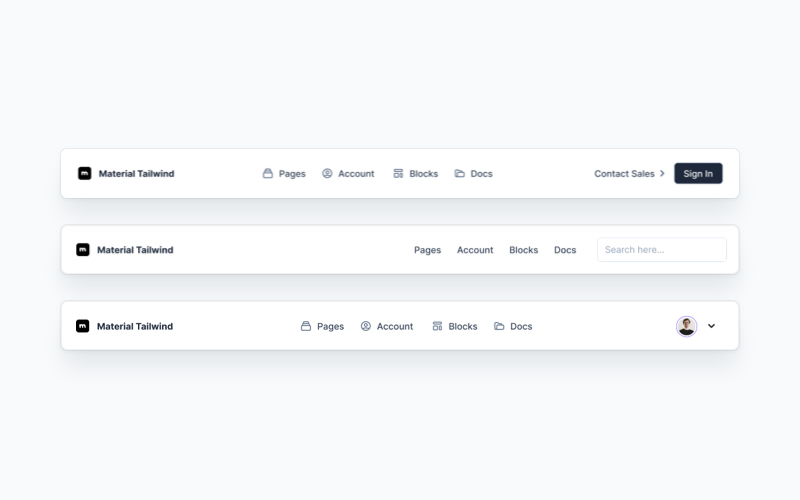 m Material Tailwind Pages Account Blocks Docs Contact Sales Sign In
m Material Tailwind Pages Account Blocks Docs Search here...
m Material Tailwind Pages Account Blocks Docs